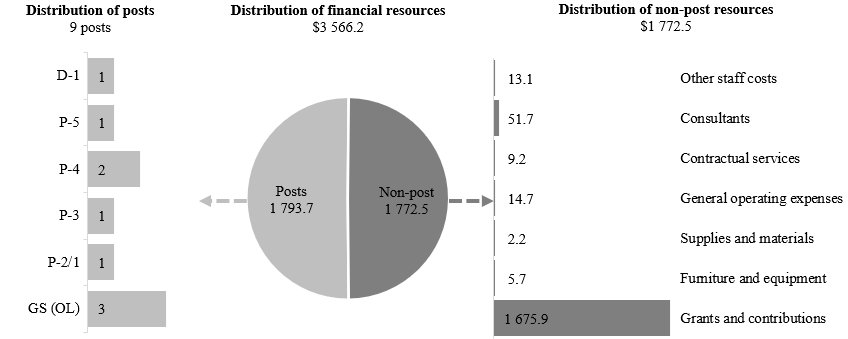 Distribution of posts
9 posts
D-1 1
P-5 1
P-4 2
P-3 1
P-2/1 1
GS (OL) 3
Distribution of financial resources
$3 566.2
Posts
1 793.7
Non-post
1 772.5
Distribution of non-post resources
$1 772.5
13.1 Other staff costs
51.7 Consultants
9.2 Contractual services
14.7 General operating expenses
2.2 Supplies and materials
5.7 Furniture and equipment
1 675.9 Grants and contributions